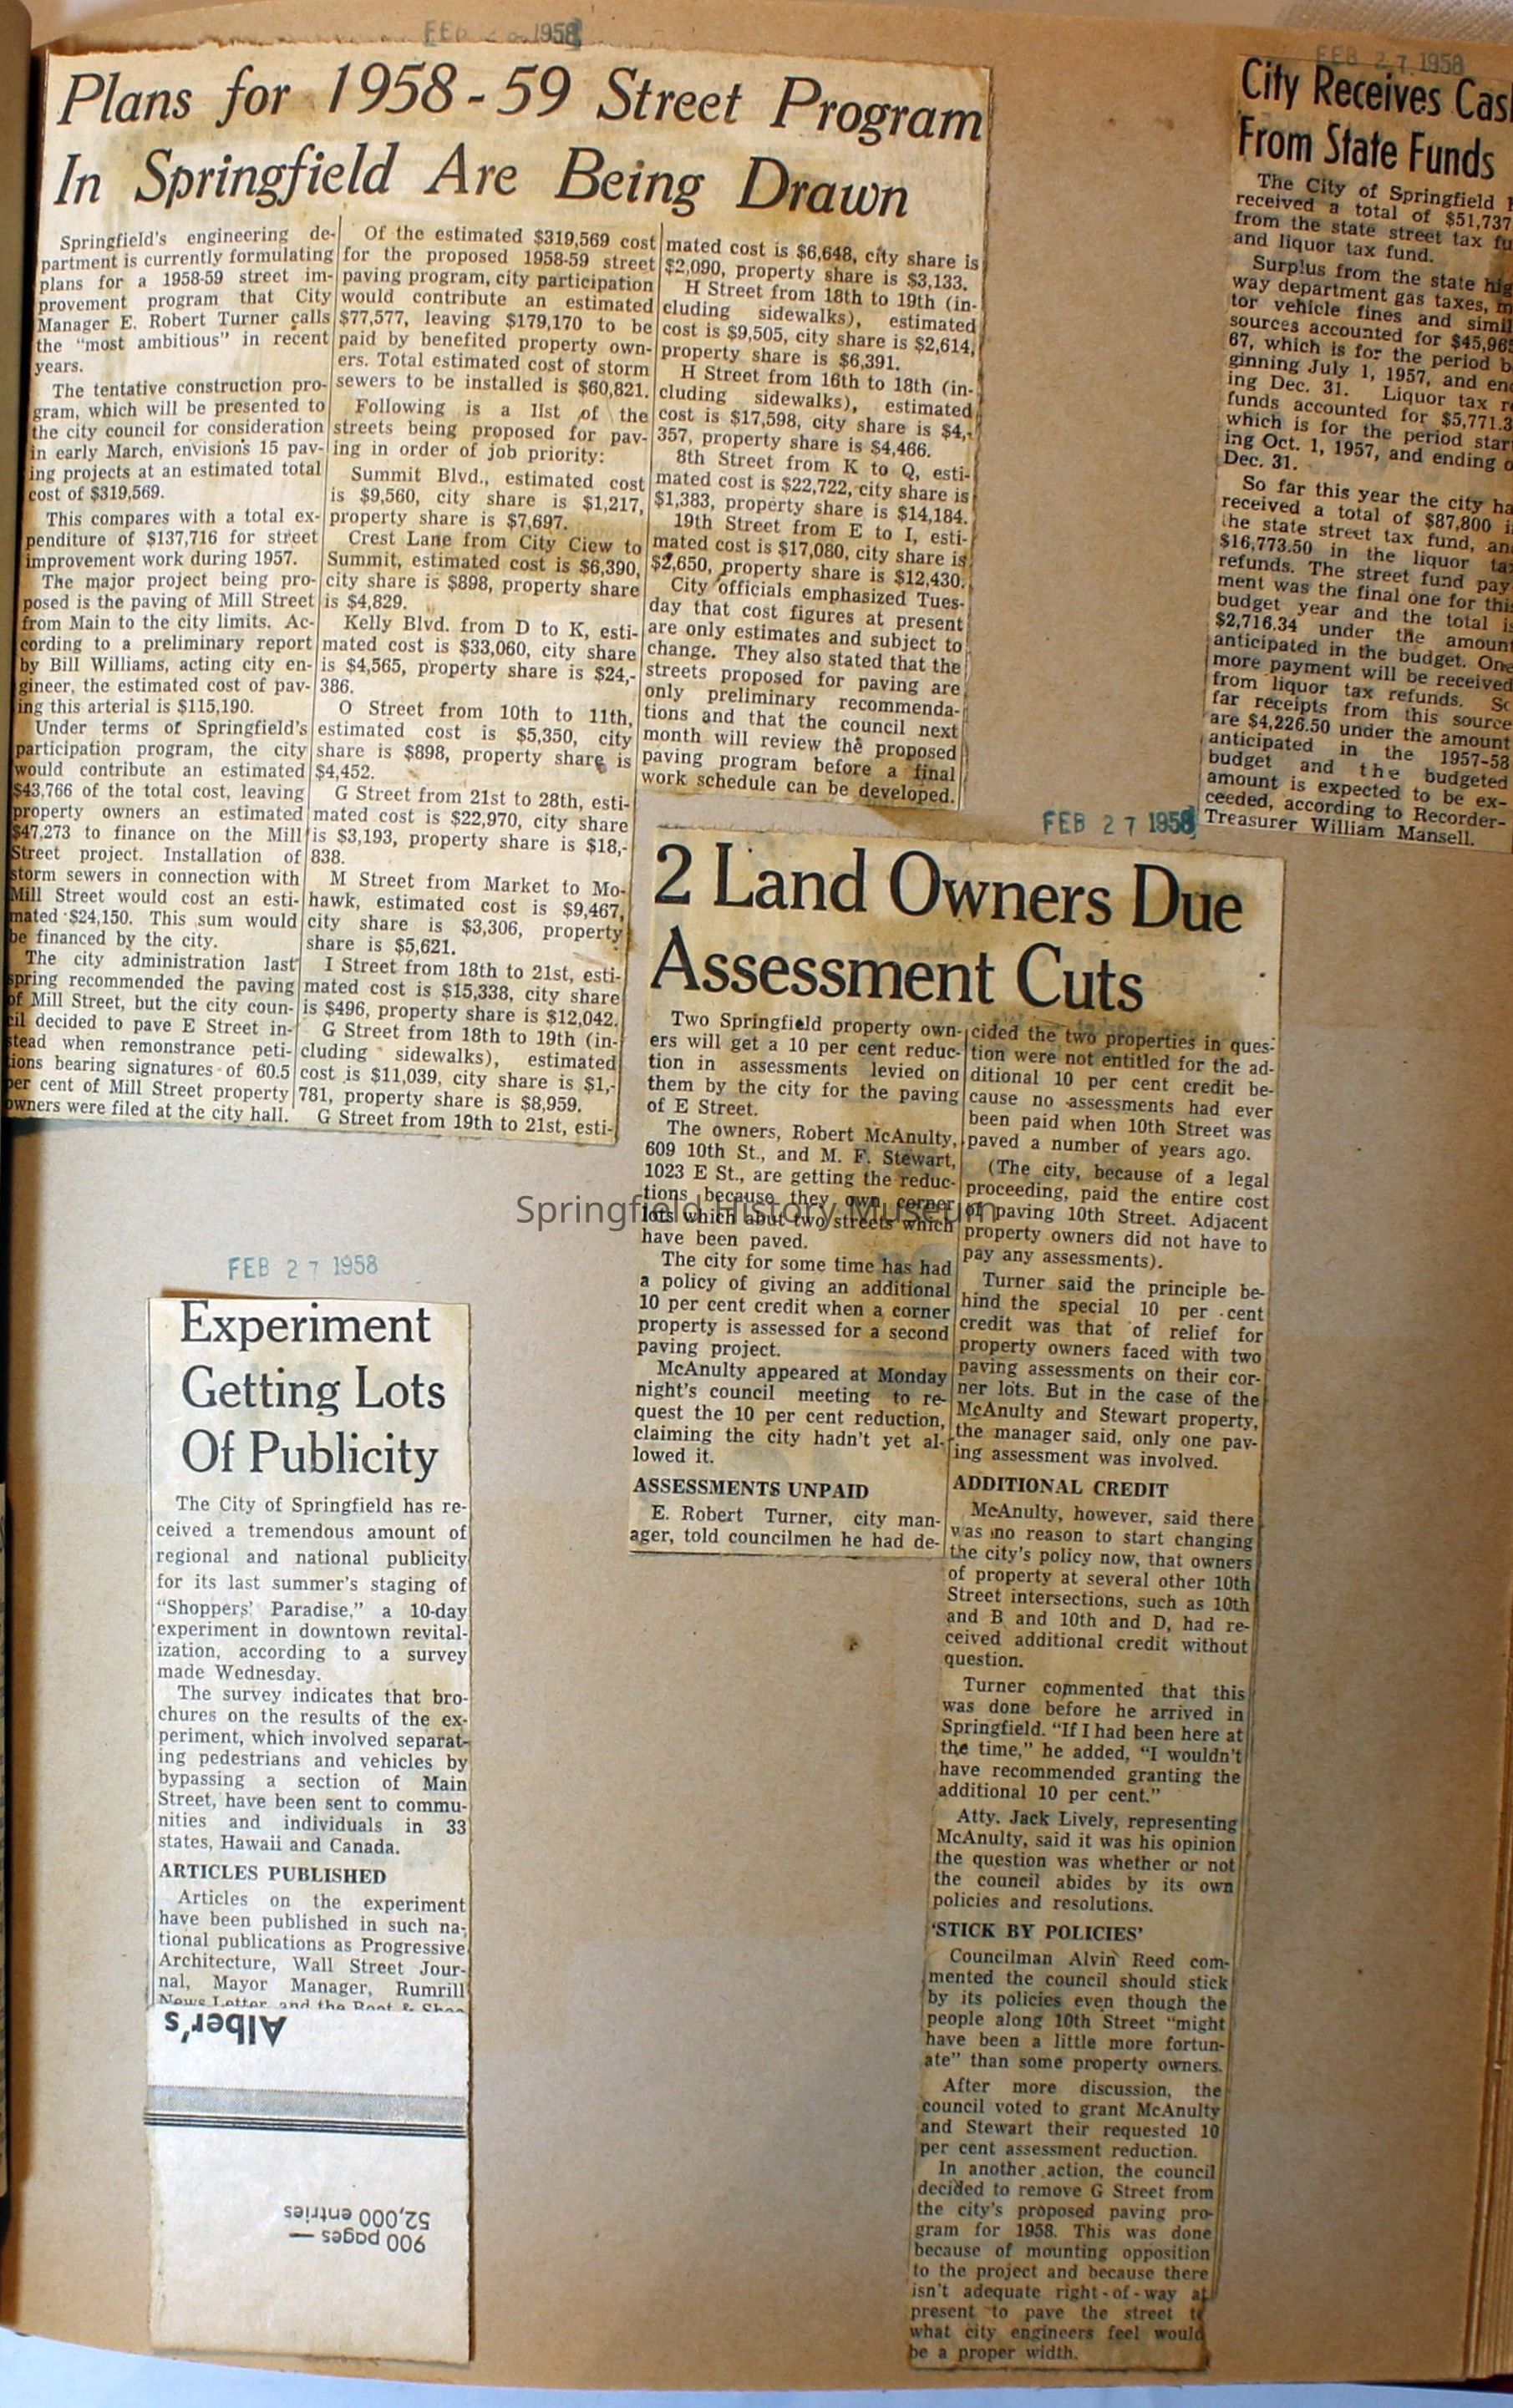 FEB 2 1958
Plans for 1958-59 Street Program
In Springfield Are Being Drawn
Springfield's engineering de-
partment is currently formulating
plans for a 1958-59 street im-
provement program that City
Manager E. Robert Turner calls
the "most ambitious" in recent
years.
The tentative construction pro-
gram, which will be presented to
the city council for consideration
in early March, envisions 15 pav-
ing projects at an estimated total
cost of $319,569.
This compares with a total ex-
penditure of $137,716 for street
improvement work during 1957.
The major project being pro-
posed is the paving of Mill Street
from Main to the city limits. Ac-
cording to a preliminary report
by Bill Williams, acting city en-
gineer, the estimated cost of pav-
ing this arterial is $115,190.
Under terms of Springfield's
participation program, the city
would contribute an estimated
$43,766 of the total cost, leaving
property owners an estimated
$47,273 to finance on the Mill
Street project. Installation of
storm sewers in connection with
Mill Street would cost an esti-
mated $24,150. This sum would
be financed by the city.
The city administration last
spring recommended the paving
of Mill Street, but the city coun-
cil decided to pave E Street in-
stead when remonstrance peti-
tions bearing signatures of 60.5
per cent of Mill Street property
owners were filed at the city hall.
Of the estimated $319,569 cost
for the proposed 1958-59 street
paving program, city participation
would contribute an estimated
$77,577, leaving $179,170 to be
paid by benefited property own-
ers. Total estimated cost of storm
sewers to be installed is $60,821.
Following is a list of the
streets being proposed for pav-
ing in order of job priority:
Summit Blvd., estimated cost
is $9,560, city share is $1,217,
property share is $7,697.
Crest Lane from City Ciew to
Summit, estimated cost is $6,390,
city share is $898, property share
is $4,829.
Kelly Blvd. from D to K, esti-
mated cost is $33,060, city share
is $4,565, property share is $24,-
386.
O Street from 10th to 11th,
estimated cost is $5,350, city
share is $898, property share is
$4,452.
G Street from 21st to 28th, esti-
mated cost is $22,970, city share
is $3,193, property share is $18,-
838.
M Street from Market to Mo-
hawk, estimated cost is $9,467,
city share is $3,306, property
share is $5,621.
I Street from 18th to 21st, esti-
mated cost is $15,338, city share
is $496, property share is $12,042.
G Street from 18th to 19th (in-
cluding sidewalks), estimated
cost is $11,039, city share is $1,-
781, property share is $8,959.
G Street from 19th to 21st, esti-
mated cost is $6,648, city share is
$2,090, property share is $3,133.
H Street from 18th to 19th (in-
cluding sidewalks), estimated
cost is $9,505, city share is $2,614,
property share is $6,391.
H Street from 16th to 18th (in-
cluding sidewalks), estimated
cost is $17,598, city share is $4,-
357, property share is $4,466.
8th Street from K to Q, esti-
mated cost is $22,722, city share is
$1,383, property share is $14,184.
19th Street from E to I, esti-
mated cost is $17,080, city share is
$2,650, property share is $12,430.
City officials emphasized Tues-
day that cost figures at present
are only estimates and subject to
change. They also stated that the
streets proposed for paving are
only preliminary recommenda-
tions and that the council next
month will review the proposed
paving program before a final
work schedule can be developed.
FEB 27 1958
City Receives Cas
From State Funds
The City of Springfield
received a total of $51,737
from the state street tax fu
and liquor tax fund.
Surplus from the state hig
way department gas taxes, m
tor vehicle fines and simil
sources accounted for $45,965
67, which is for the period b
ginning July 1, 1957, and end
ing Dec. 31. Liquor tax r
funds accounted for $5,771.3
which is for the period start
ing Oct. 1, 1957, and ending o
Dec. 31.
So far this year the city ha
received a total of $87,800 i
the state street tax fund, an
$16,773.50 in the liquor tax
refunds. The street fund pay-
ment was the final one for this
budget year and the total is
$2,716.34 under the amount
anticipated in the budget. One
more payment will be received
from liquor tax refunds. So
far receipts from this source
are $4,226.50 under the amount
anticipated in the 1957-58
budget and the budgeted
amount is expected to be ex-
ceeded, according to Recorder-
Treasurer William Mansell.
FEB 27 1958
2 Land Owners Due
Assessment Cuts
Two Springfield property own-
ers will get a 10 per cent reduc-
tion in assessments levied on
them by the city for the paving
of E Street.
The owners, Robert McAnulty,
609 10th St., and M. F. Stewart,
1023 E St., are getting the reduc-
tions because they own corner
lots which abut two streets which
have been paved.
The city for some time has had
a policy of giving an additional
10 per cent credit when a corner
property is assessed for a second
paving project.
McAnulty appeared at Monday
night's council meeting to re-
quest the 10 per cent reduction,
claiming the city hadn't yet al-
lowed it.
ASSESSMENTS UNPAID
E. Robert Turner, city man-
ager, told councilmen he had de-
cided the two properties in ques-
tion were not entitled for the ad-
ditional 10 per cent credit be-
cause no assessments had ever
been paid when 10th Street was
paved a number of years ago.
(The city, because of a legal
proceeding, paid the entire cost
of paving 10th Street. Adjacent
property owners did not have to
pay any assessments).
Turner said the principle be-
hind the special 10 per cent
credit was that of relief for
property owners faced with two
paving assessments on their cor-
ner lots. But in the case of the
McAnulty and Stewart property,
the manager said, only one pav-
ing assessment was involved.
ADDITIONAL CREDIT
McAnulty, however, said there
was no reason to start changing
the city's policy now, that owners
of property at several other 10th
Street intersections, such as 10th
and B and 10th and D, had re-
ceived additional credit without
question.
Turner commented that this
was done before he arrived in
Springfield. "If I had been here at
the time," he added, "I wouldn't
have recommended granting the
additional 10 per cent."
Atty. Jack Lively, representing
McAnulty, said it was his opinion
the question was whether or not
the council abides by its own
policies and resolutions.
'STICK BY POLICIES'
Councilman Alvin Reed com-
mented the council should stick
by its policies even though the
people along 10th Street "might
have been a little more fortun-
ate" than some property owners.
After more discussion, the
council voted to grant McAnulty
and Stewart their requested 10
per cent assessment reduction.
In another action, the council
decided to remove G Street from
the city's proposed paving pro-
gram for 1958. This was done
because of mounting opposition
to the project and because there
isn't adequate right-of-way at
present to pave the street to
what city engineers feel would
be a proper width.
Springfield History Museum
FEB 27 1958
Experiment
Getting Lots
Of Publicity
The City of Springfield has re-
ceived a tremendous amount of
regional and national publicity
for its last summer's staging of
"Shoppers' Paradise," a 10-day
experiment in downtown revital-
ization, according to a survey
made Wednesday.
The survey indicates that bro-
chures on the results of the ex-
periment, which involved separat-
ing pedestrians and vehicles by
bypassing a section of Main
Street, have been sent to commu-
nities and individuals in 33
states, Hawaii and Canada.
ARTICLES PUBLISHED
Articles on the experiment
have been published in such na-
tional publications as Progressive
Architecture, Wall Street Jour-
nal, Mayor Manager, Rumrill
News Letter, and the Boot & Shoe
Alber's
900 pages —
52,000 entries